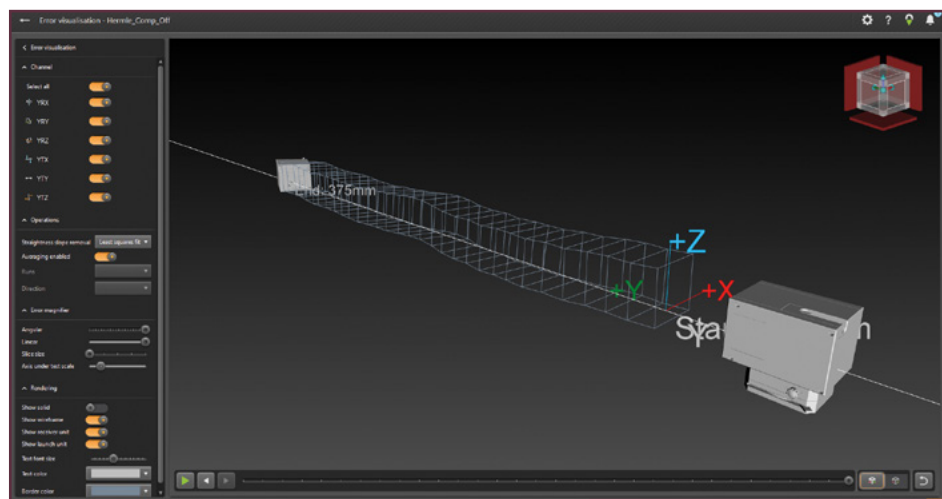 Error visualisation - Hermle_Comp_Off
?
Error visualisation
Channel
Select all
YRX
YRY
YRZ
YTX
YTY
YTZ
Operations
Straightness slope removal Least squares fit
Averaging enabled
Runs
Direction
Error magnifier
Angular
Linear
Slice size
Axis under test scale
Rendering
Show solid
Show wireframe
Show receiver unit
Show launch unit
Text font size
Text color
Border color
End: -375mm
+Z
+Y
+X